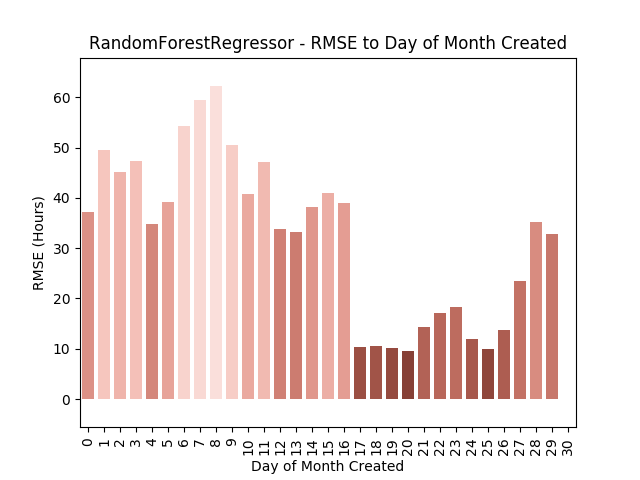 RandomForestRegressor - RMSE to Day of Month Created
60
50
40
30
20
10
0
RMSE (Hours)
0 1 2 3 4 5 6 7 8 9 10 11 12 13 14 15 16 17 18 19 20 21 22 23 24 25 26 27 28 29 30
Day of Month Created